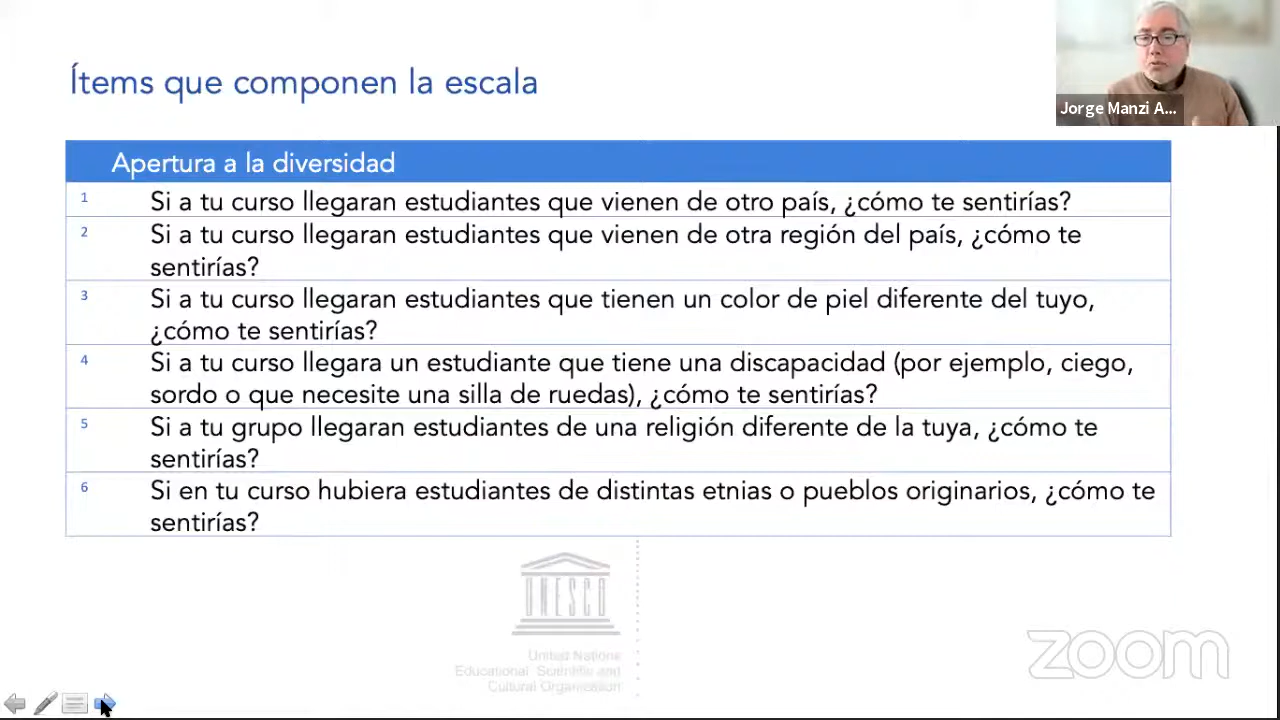 Ítems que componen la escala
Jorge Manzi A...
Apertura a la diversidad
1 Si a tu curso llegaran estudiantes que vienen de otro país, ¿cómo te sentirías?
2 Si a tu curso llegaran estudiantes que vienen de otra región del país, ¿cómo te
sentirías?
3 Si a tu curso llegaran estudiantes que tienen un color de piel diferente del tuyo,
¿cómo te sentirías?
4 Si a tu curso llegara un estudiante que tiene una discapacidad (por ejemplo, ciego,
sordo o que necesite una silla de ruedas), ¿cómo te sentirías?
5 Si a tu grupo llegaran estudiantes de una religión diferente de la tuya, ¿cómo te
sentirías?
6 Si en tu curso hubiera estudiantes de distintas etnias o pueblos originarios, ¿cómo te
sentirías?
UNESCO
United Nations
Educational, Scientific and
Cultural Organization
zoom